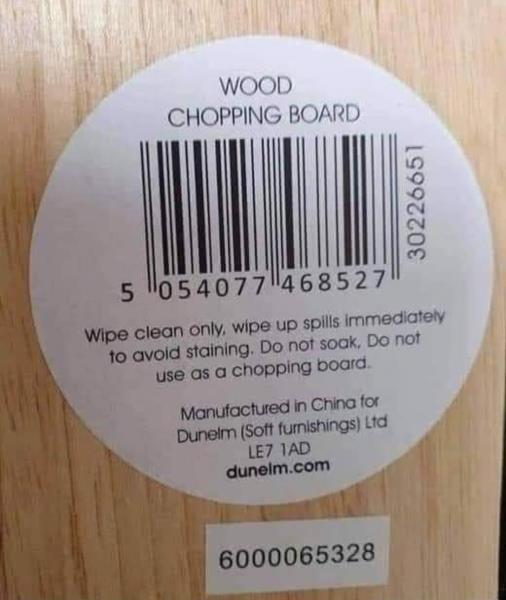 WOOD
CHOPPING BOARD
30226651
5 054077 468527
Wipe clean only, wipe up spills immediately
to avoid staining. Do not soak, Do not
use as a chopping board.
Manufactured in China for
Dunelm (Soft furnishings) Ltd
LE7 1AD
dunelm.com
6000065328